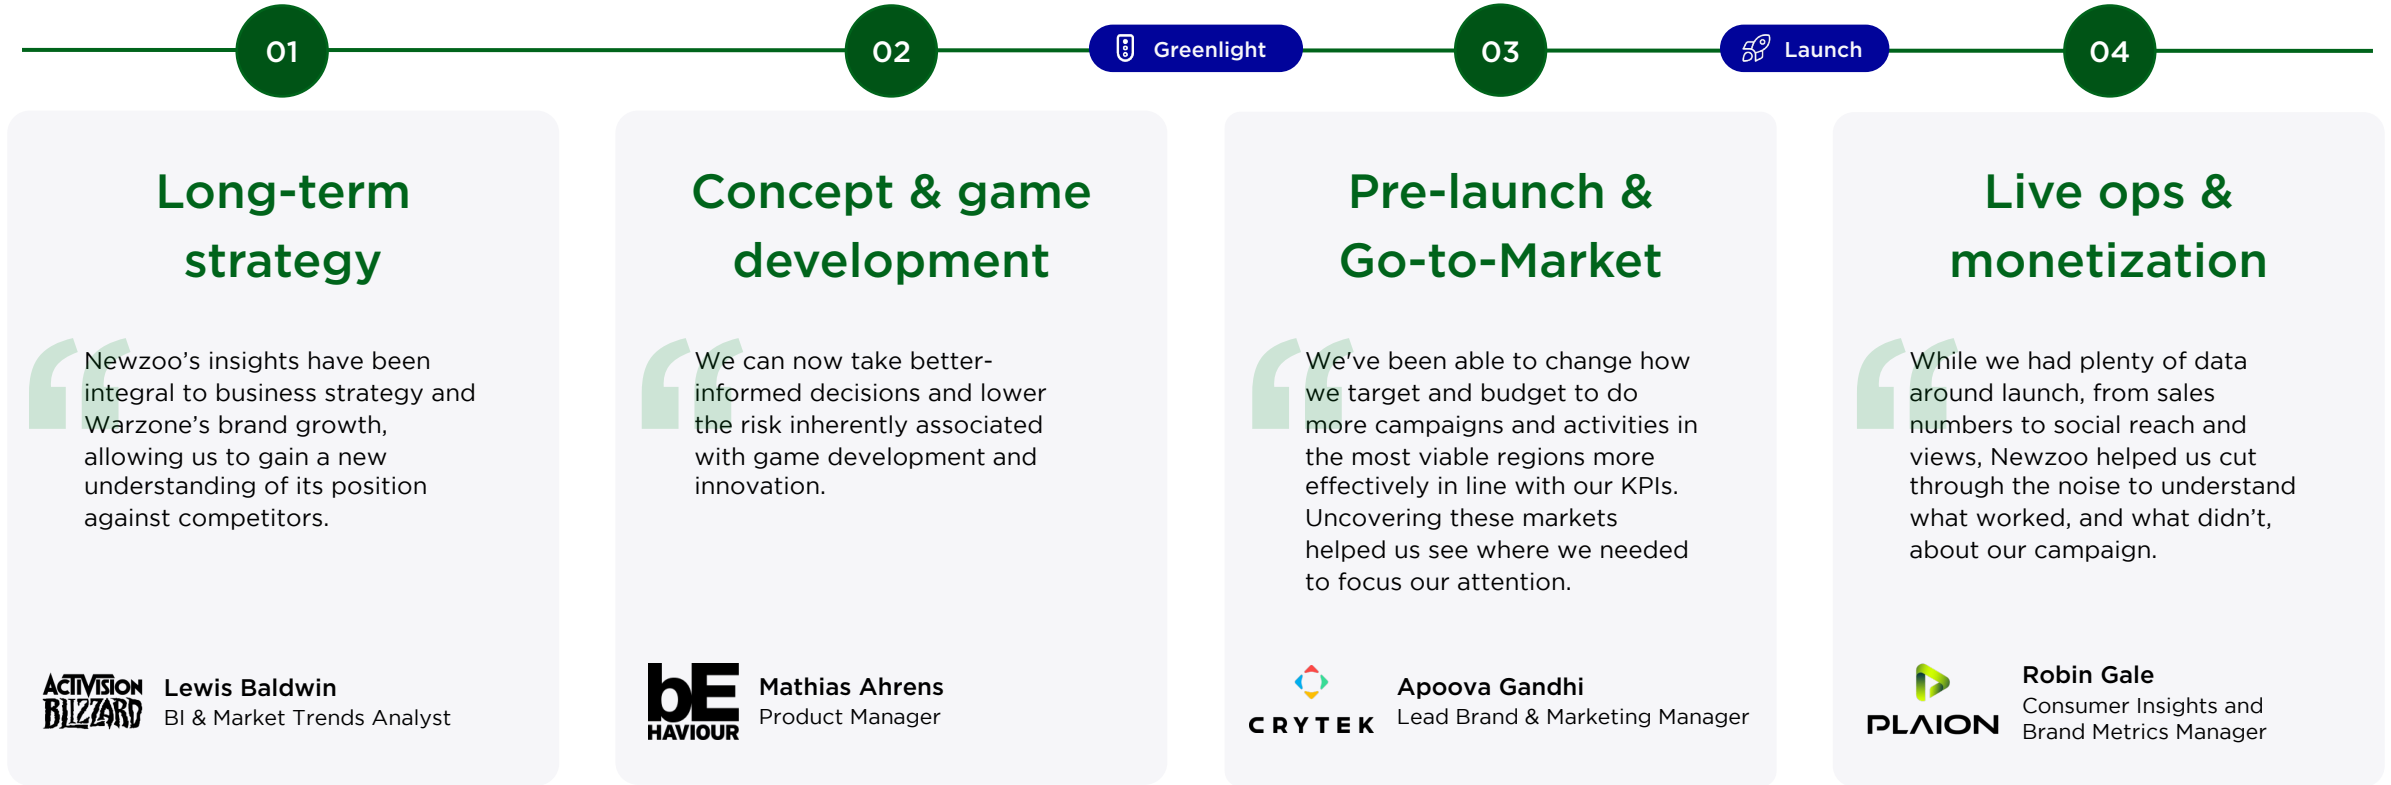 01
02
Greenlight
03
Launch
04
Long-term
strategy
Newzoo’s insights have been
integral to business strategy and
Warzone’s brand growth,
allowing us to gain a new
understanding of its position
against competitors.
ACTIVISION
BLIZZARD
Lewis Baldwin
BI & Market Trends Analyst
Concept & game
development
We can now take better-
informed decisions and lower
the risk inherently associated
with game development and
innovation.
bE
HAVIOUR
Mathias Ahrens
Product Manager
Pre-launch &
Go-to-Market
We've been able to change how
we target and budget to do
more campaigns and activities in
the most viable regions more
effectively in line with our KPIs.
Uncovering these markets
helped us see where we needed
to focus our attention.
CRYTEK
Apoova Gandhi
Lead Brand & Marketing Manager
Live ops &
monetization
While we had plenty of data
around launch, from sales
numbers to social reach and
views, Newzoo helped us cut
through the noise to understand
what worked, and what didn’t,
about our campaign.
PLAION
Robin Gale
Consumer Insights and
Brand Metrics Manager